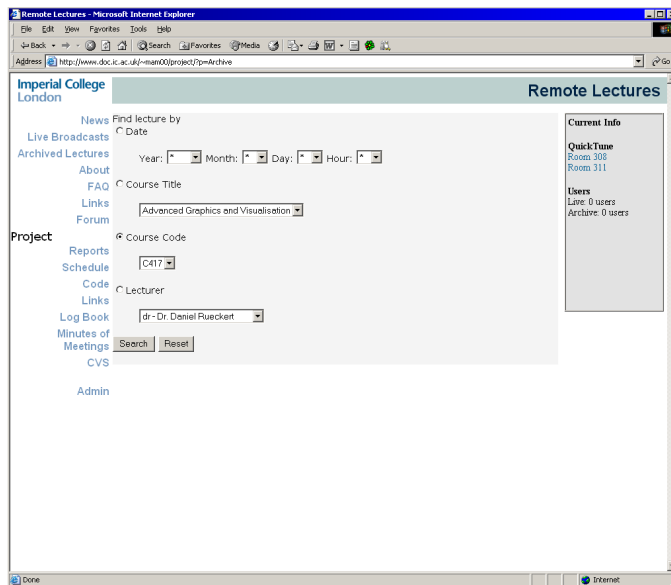 Remote Lectures - Microsoft Internet Explorer
File Edit View Favorites Tools Help
Back Search Favorites Media
Address http://www.doc.ic.ac.uk/~mam00/project/?p=Archive Go
Imperial College
London
Remote Lectures
News
Live Broadcasts
Archived Lectures
About
FAQ
Links
Forum
Project
Reports
Schedule
Code
Links
Log Book
Minutes of
Meetings
CVS
Admin
Find lecture by
Date
Year: * Month: * Day: * Hour: *
Course Title
Advanced Graphics and Visualisation
Course Code
C417
Lecturer
dr - Dr. Daniel Rueckert
Search Reset
Current Info
QuickTune
Room 308
Room 311
Users
Live: 0 users
Archive: 0 users
Done Internet